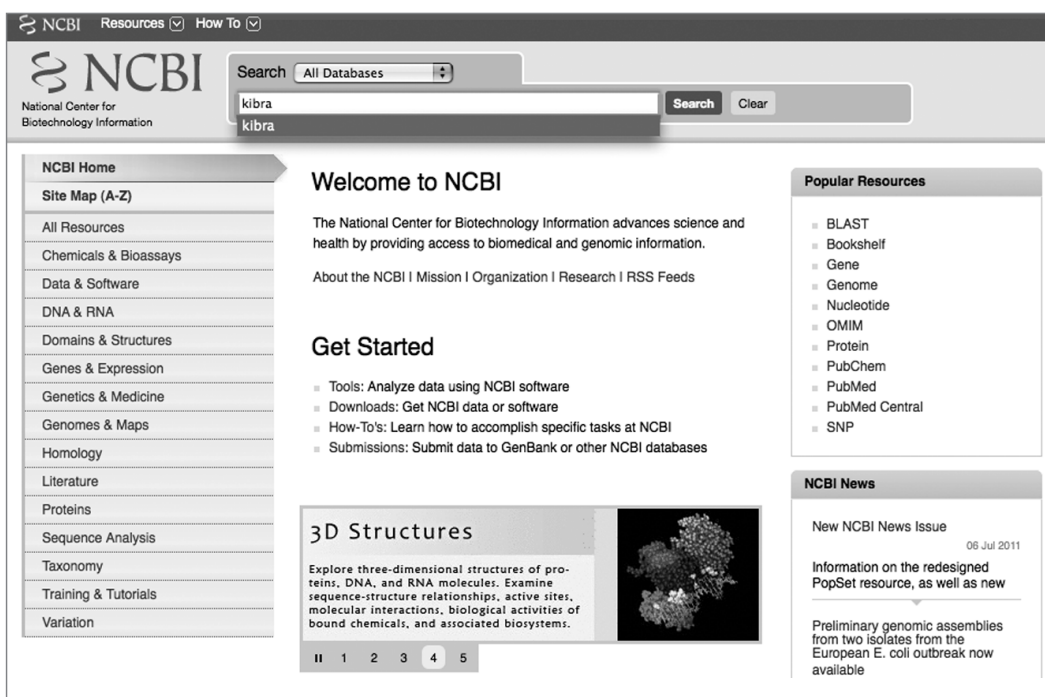 NCBI Resources How To
NCBI
National Center for
Biotechnology Information
Search All Databases
kibra
Search Clear
kibra
NCBI Home
Site Map (A-Z)
All Resources
Chemicals & Bioassays
Data & Software
DNA & RNA
Domains & Structures
Genes & Expression
Genetics & Medicine
Genomes & Maps
Homology
Literature
Proteins
Sequence Analysis
Taxonomy
Training & Tutorials
Variation
Welcome to NCBI
The National Center for Biotechnology Information advances science and
health by providing access to biomedical and genomic information.
About the NCBI I Mission I Organization I Research I RSS Feeds
Get Started
Tools: Analyze data using NCBI software
Downloads: Get NCBI data or software
How-To's: Learn how to accomplish specific tasks at NCBI
Submissions: Submit data to GenBank or other NCBI databases
3D Structures
Explore three-dimensional structures of pro-
teins, DNA, and RNA molecules. Examine
sequence-structure relationships, active sites,
molecular interactions, biological activities of
bound chemicals, and associated biosystems.
1 2 3 4 5
Popular Resources
BLAST
Bookshelf
Gene
Genome
Nucleotide
OMIM
Protein
PubChem
PubMed
PubMed Central
SNP
NCBI News
New NCBI News Issue
06 Jul 2011
Information on the redesigned
PopSet resource, as well as new
Preliminary genomic assemblies
from two isolates from the
European E. coli outbreak now
available